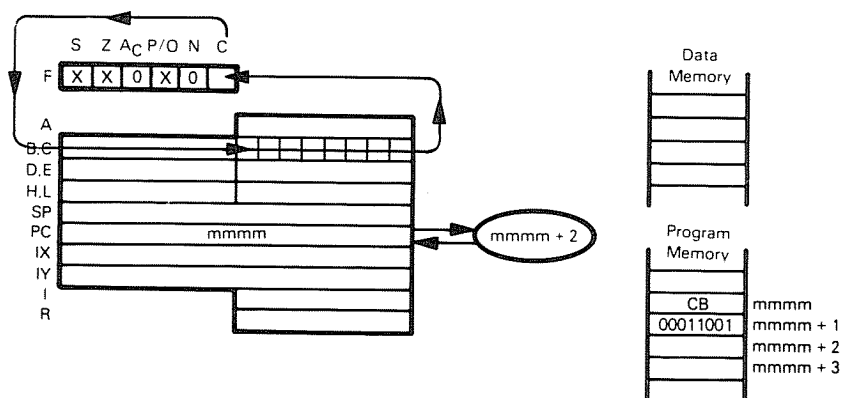 S Z AC P/O N C
F X X 0 X 0
A
B,C
D,E
H,L
SP
PC mmmm
IX
IY
I
R
mmmm + 2
Data
Memory
Program
Memory
CB mmmm
00011001 mmmm + 1
mmmm + 2
mmmm + 3